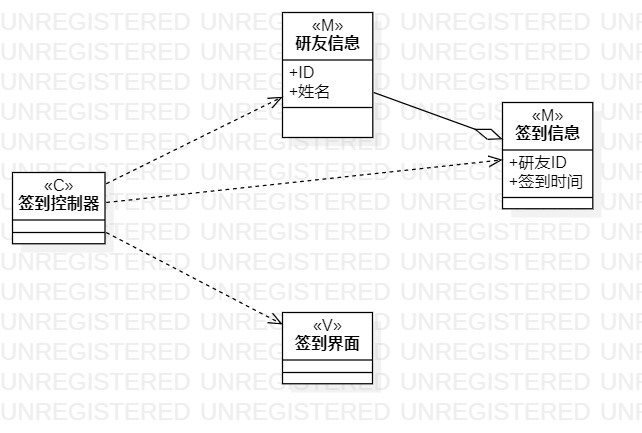 «M»
研友信息
+ID
+姓名
«M»
签到信息
+研友ID
+签到时间
«C»
签到控制器
«V»
签到界面
UNREGISTERED UNREGISTERED UNREGISTERED UNREGISTERED